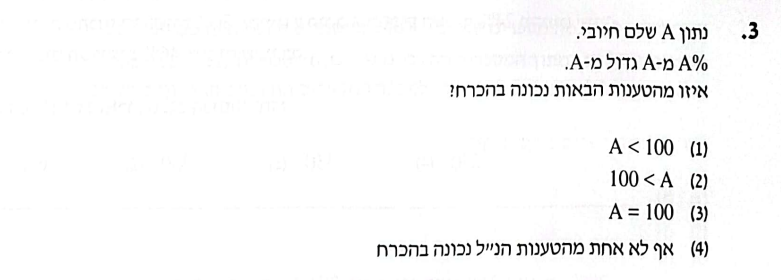 3. נתון A שלם חיובי.
A% מ-A גדול מ-A.
איזו מהטענות הבאות נכונה בהכרח?
(1) A < 100
(2) 100 < A
(3) A = 100
(4) אף לא אחת מהטענות הנ״ל נכונה בהכרח